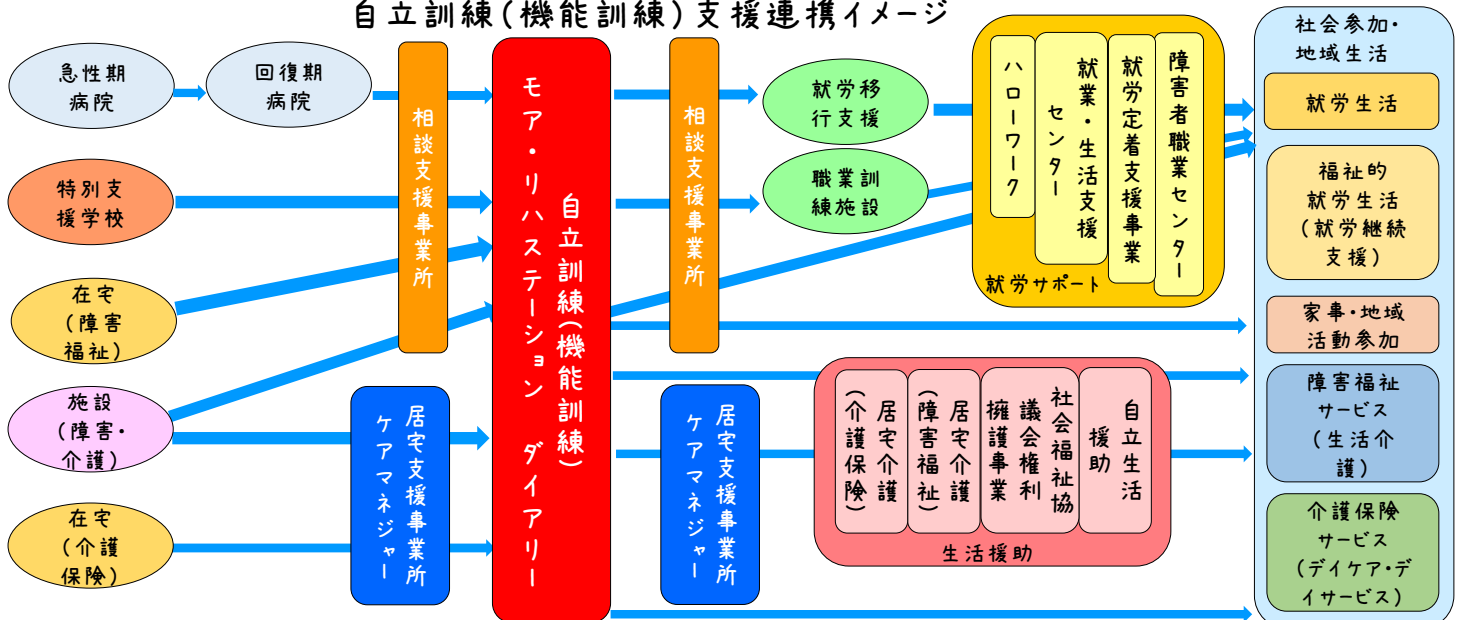 自立訓練(機能訓練)支援連携イメージ
急性期
病院
回復期
病院
特別支
援学校
在宅
(障害
福祉)
施設
(障害・
介護)
在宅
(介護
保険)
相談支援事業所
居宅支援事業所
ケアマネジャー
モア・リハステーション ダイアリー
自立訓練(機能訓練)
相談支援事業所
居宅支援事業所
ケアマネジャー
就労移
行支援
職業訓
練施設
ハローワーク
就業・生活支援
センター
就労定着支援事業
障害者職業センター
就労サポート
居宅介護
(介護保険)
居宅介護
(障害福祉)
社会福祉協
議会権利
擁護事業
自立生活
援助
生活援助
社会参加・
地域生活
就労生活
福祉的
就労生活
(就労継続
支援)
家事・地域
活動参加
障害福祉
サービス
(生活介
護)
介護保険
サービス
(デイケア・デ
イサービス)